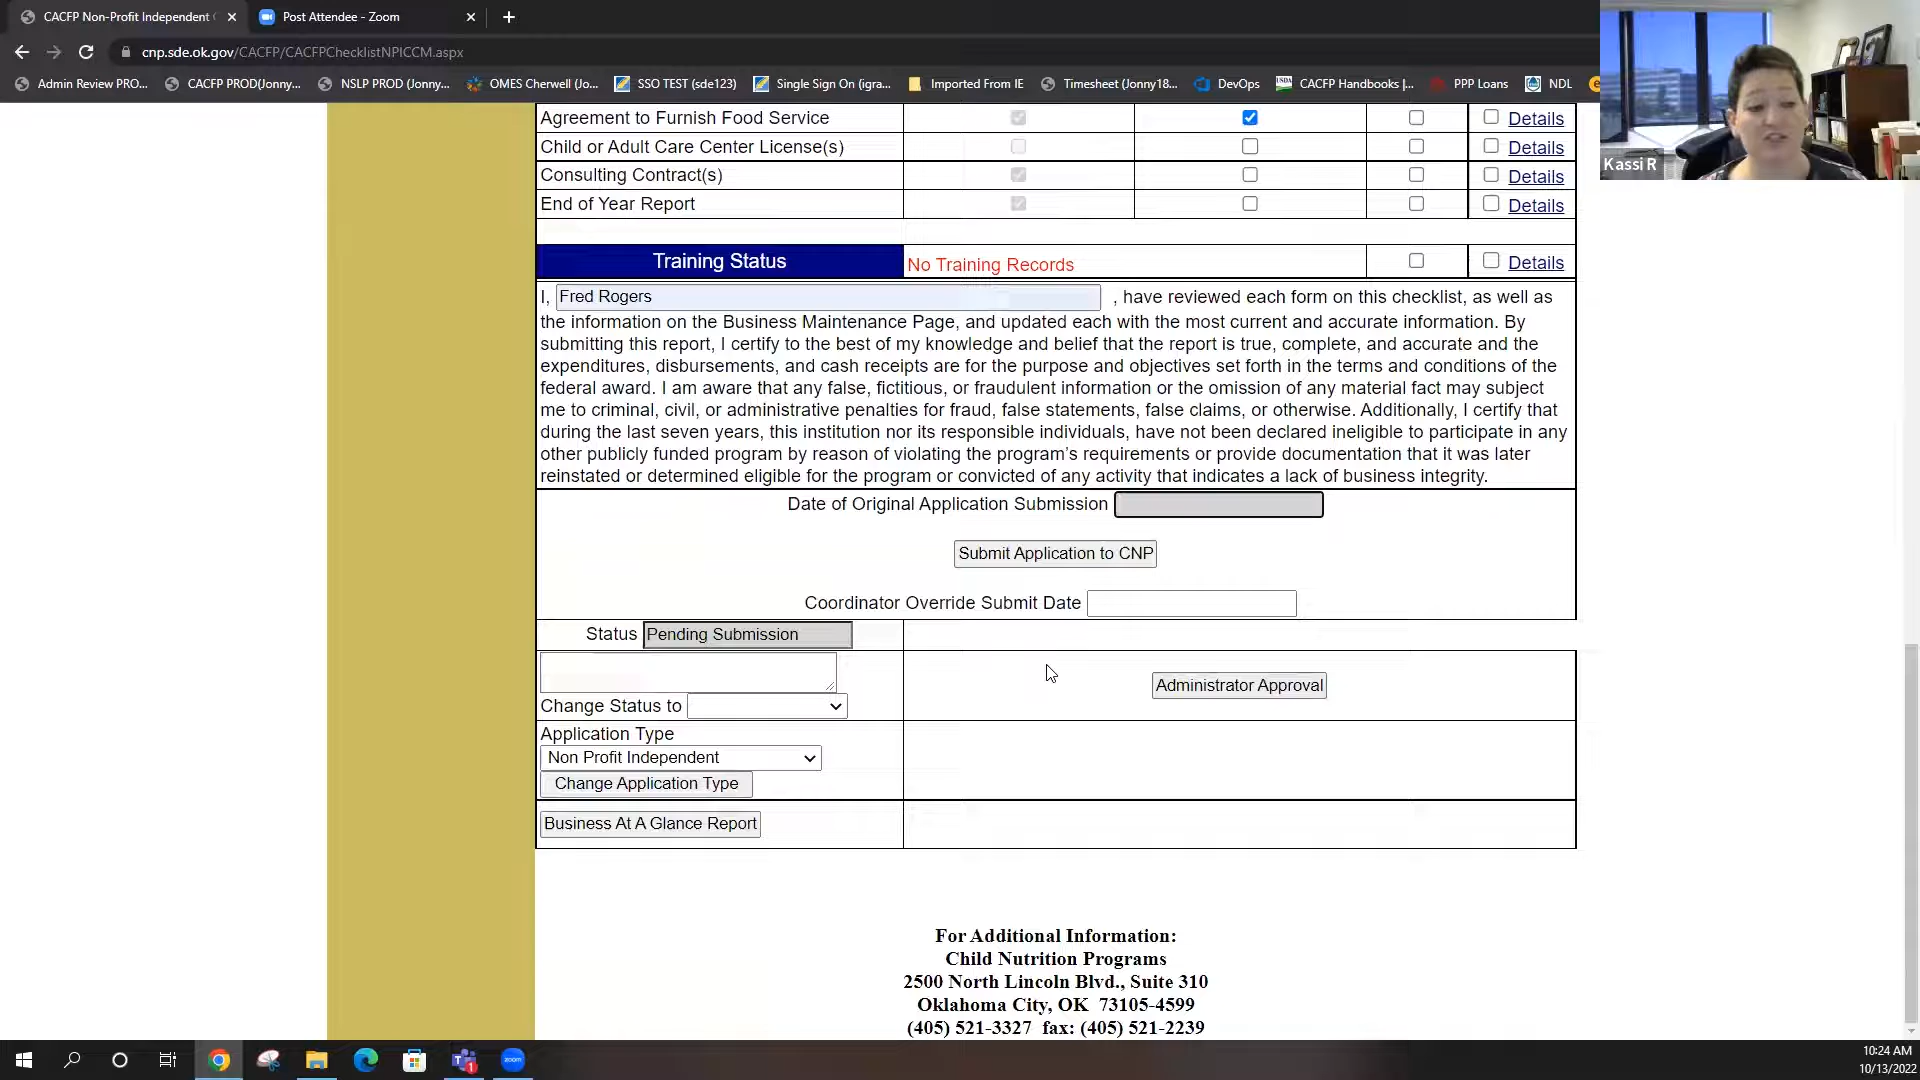 CACFP Non-Profit Independent
Post Attendee - Zoom
cnp.sde.ok.gov/CACFP/CACFPChecklistNPICCM.aspx
Admin Review PRO...
CACFP PROD(Jonny...
NSLP PROD (Jonny...
OMES Cherwell (Jo...
SSO TEST (sde123)
Single Sign On (igra...
Imported From IE
Timesheet (Jonny18...
DevOps
CACFP Handbooks |...
PPP Loans
NDL
Kassi R
Agreement to Furnish Food Service Details
Child or Adult Care Center License(s) Details
Consulting Contract(s) Details
End of Year Report Details
Training Status No Training Records Details
I, Fred Rogers , have reviewed each form on this checklist, as well as
the information on the Business Maintenance Page, and updated each with the most current and accurate information. By
submitting this report, I certify to the best of my knowledge and belief that the report is true, complete, and accurate and the
expenditures, disbursements, and cash receipts are for the purpose and objectives set forth in the terms and conditions of the
federal award. I am aware that any false, fictitious, or fraudulent information or the omission of any material fact may subject
me to criminal, civil, or administrative penalties for fraud, false statements, false claims, or otherwise. Additionally, I certify that
during the last seven years, this institution nor its responsible individuals, have not been declared ineligible to participate in any
other publicly funded program by reason of violating the program's requirements or provide documentation that it was later
reinstated or determined eligible for the program or convicted of any activity that indicates a lack of business integrity.
Date of Original Application Submission
Submit Application to CNP
Coordinator Override Submit Date
Status Pending Submission
Administrator Approval
Change Status to
Application Type
Non Profit Independent
Change Application Type
Business At A Glance Report
For Additional Information:
Child Nutrition Programs
2500 North Lincoln Blvd., Suite 310
Oklahoma City, OK 73105-4599
(405) 521-3327 fax: (405) 521-2239
zoom
10:24 AM
10/13/2022